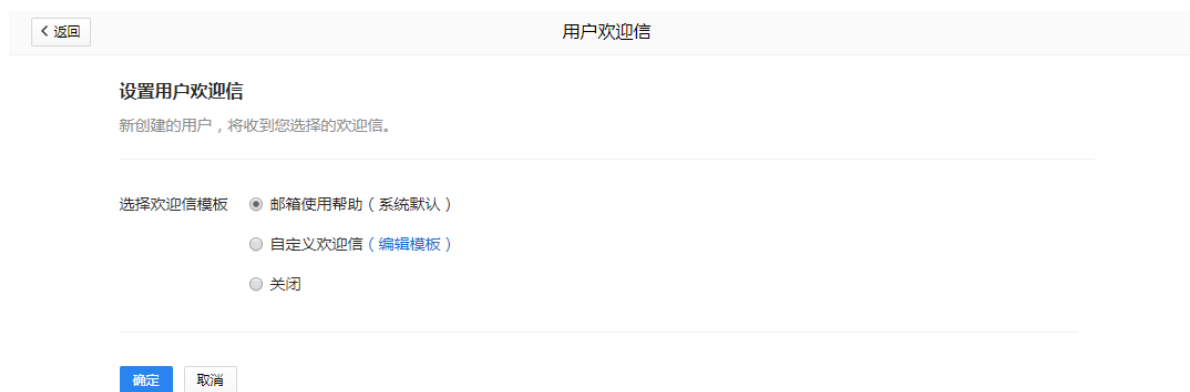 返回
用户欢迎信
设置用户欢迎信
新创建的用户，将收到您选择的欢迎信。
选择欢迎信模板 邮箱使用帮助（系统默认）
自定义欢迎信（编辑模板）
关闭
确定 取消